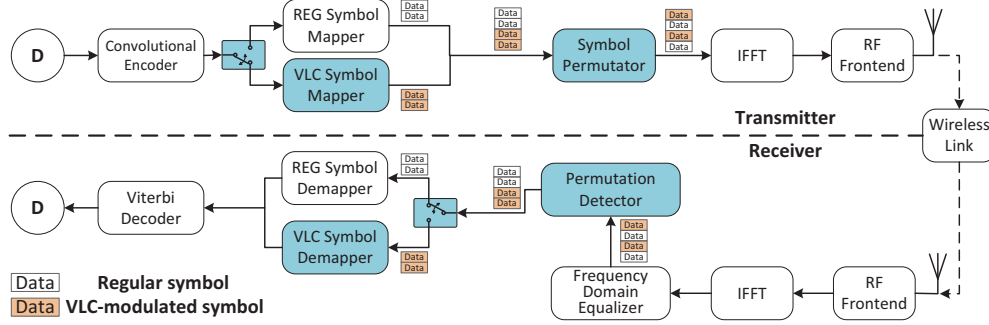 D
Convolutional
Encoder
REG Symbol
Mapper
Data
Data
VLC Symbol
Mapper
Data
Data
Data
Data
Data
Data
Symbol
Permutator
Data
Data
Data
Data
IFFT
RF
Frontend
Transmitter
Wireless
Link
Receiver
D
Viterbi
Decoder
REG Symbol
Demapper
Data
Data
VLC Symbol
Demapper
Data
Data
Data
Data
Data
Data
Permutation
Detector
Data
Data
Data
Data
Frequency
Domain
Equalizer
IFFT
RF
Frontend
Data Regular symbol
Data VLC-modulated symbol